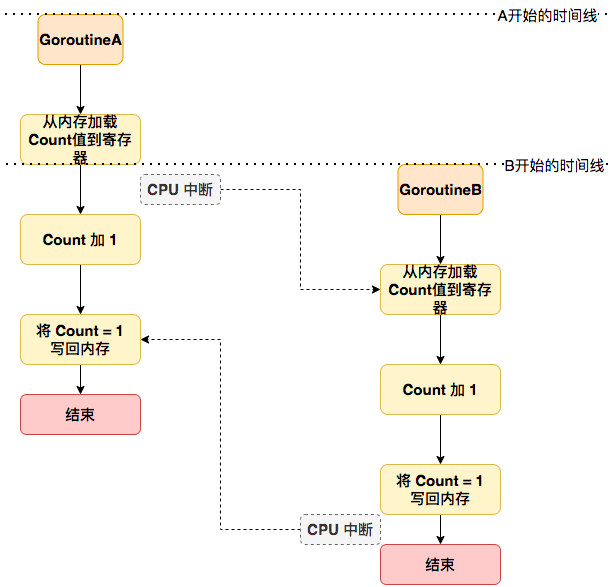 A开始的时间线
GoroutineA
从内存加载
Count值到寄存
器
B开始的时间线
CPU 中断
GoroutineB
Count 加 1
从内存加载
Count值到寄存
器
将 Count = 1
写回内存
Count 加 1
结束
将 Count = 1
写回内存
CPU 中断
结束